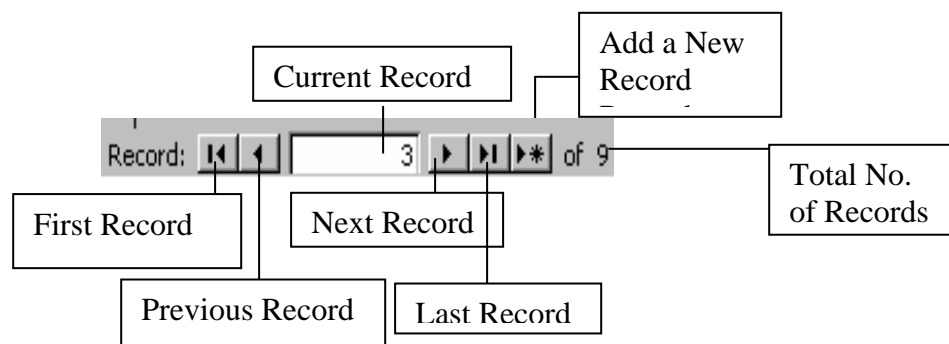 Add a New
Record
Current Record
Record: 3 of 9
Total No.
of Records
First Record
Next Record
Previous Record
Last Record